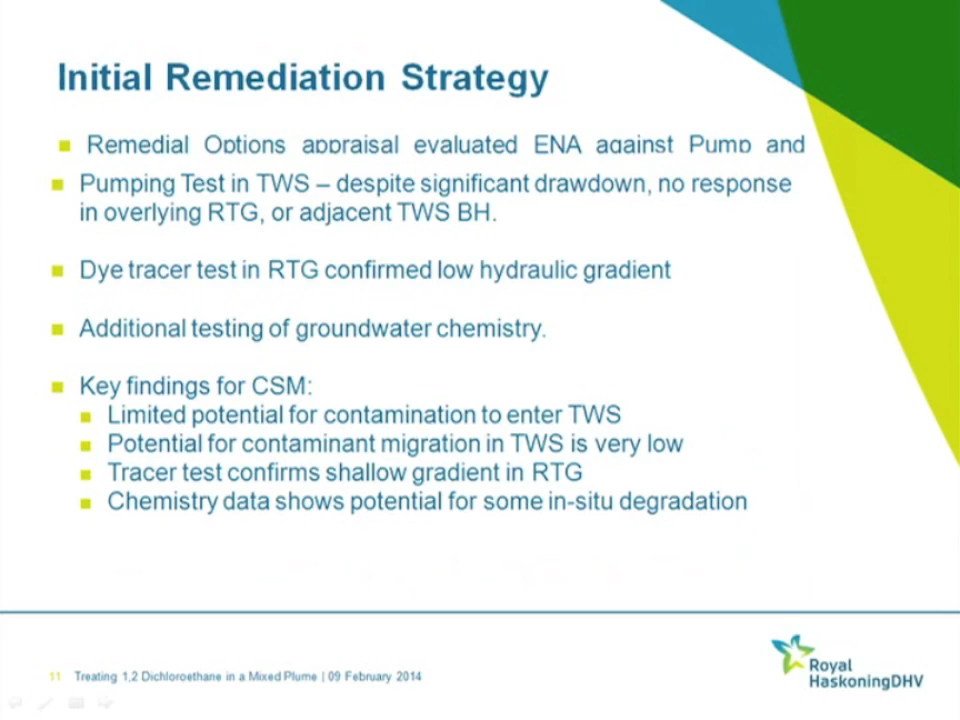 Initial Remediation Strategy
Remedial Options appraisal evaluated ENA against Pump and
Pumping Test in TWS – despite significant drawdown, no response
in overlying RTG, or adjacent TWS BH.
Dye tracer test in RTG confirmed low hydraulic gradient
Additional testing of groundwater chemistry.
Key findings for CSM:
Limited potential for contamination to enter TWS
Potential for contaminant migration in TWS is very low
Tracer test confirms shallow gradient in RTG
Chemistry data shows potential for some in-situ degradation
11 Treating 1,2 Dichloroethane in a Mixed Plume | 09 February 2014
Royal
HaskoningDHV